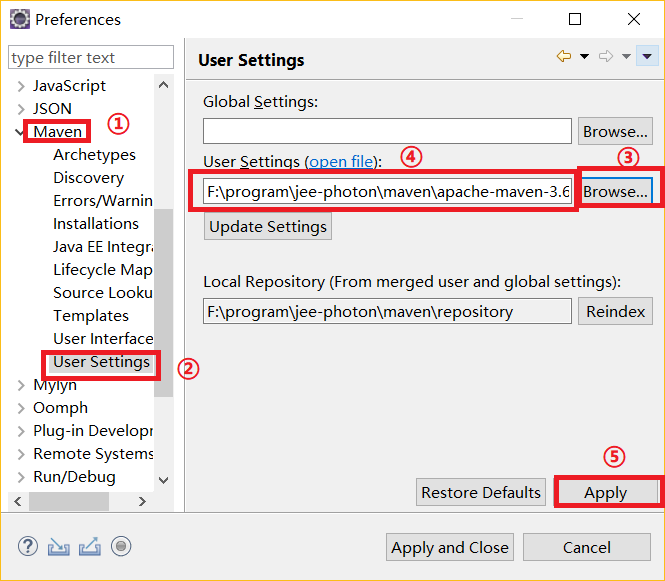 Preferences
type filter text
JavaScript
JSON
Maven
①
Archetypes
Discovery
Errors/Warnin
Installations
Java EE Integra
Lifecycle Map
Source Looku
Templates
User Interface
User Settings
②
Mylyn
Oomph
Plug-in Developr
Remote Systems
Run/Debug
User Settings
Global Settings:
Browse...
User Settings (open file):
④
③
F:\program\jee-photon\maven\apache-maven-3.6
Browse...
Update Settings
Local Repository (From merged user and global settings):
F:\program\jee-photon\maven\repository
Reindex
⑤
Restore Defaults
Apply
Apply and Close
Cancel